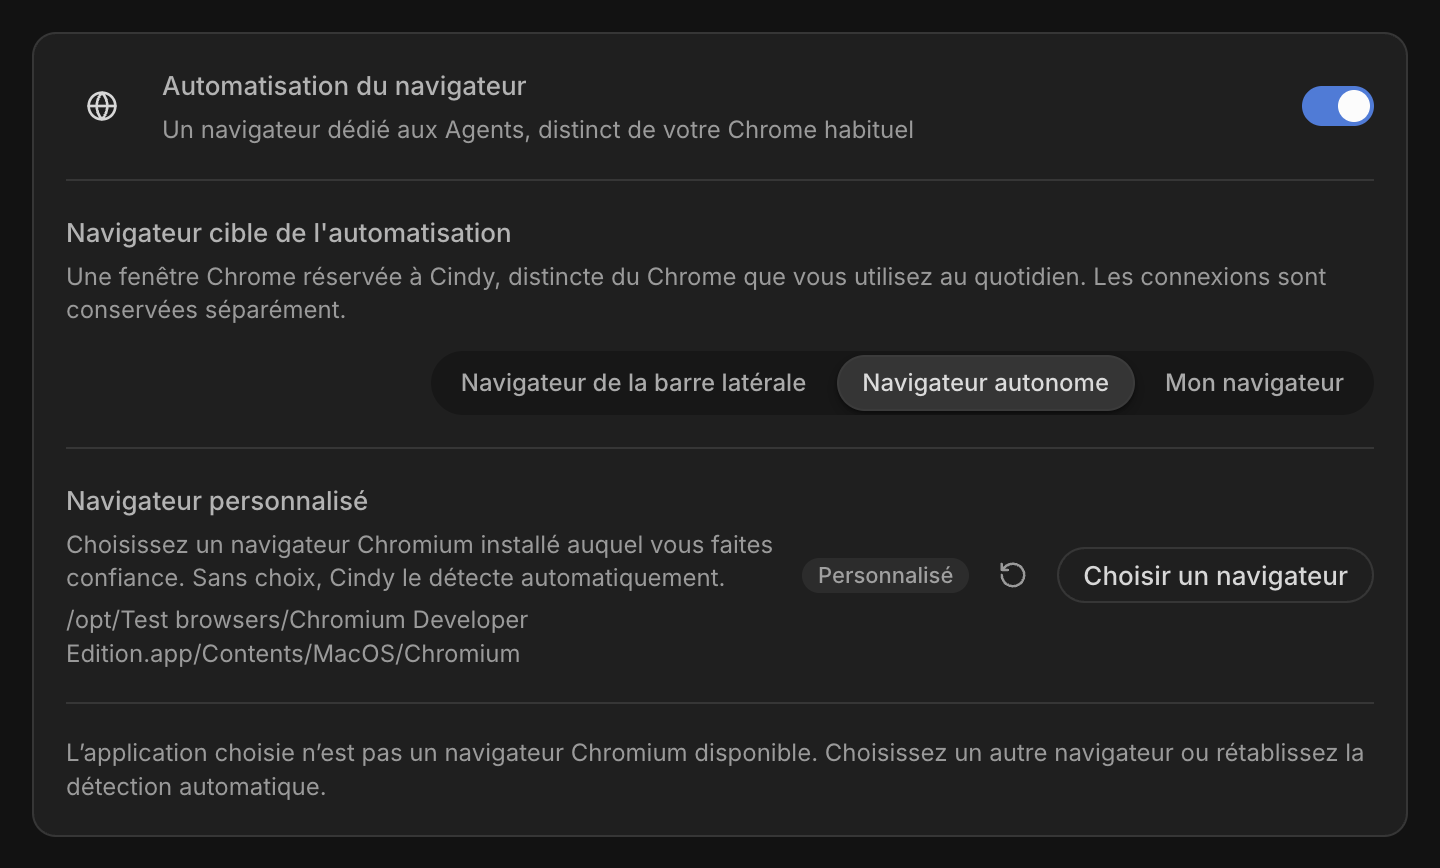 Automatisation du navigateur
Un navigateur dédié aux Agents, distinct de votre Chrome habituel
Navigateur cible de l'automatisation
Une fenêtre Chrome réservée à Cindy, distincte du Chrome que vous utilisez au quotidien. Les connexions sont
conservées séparément.
Navigateur de la barre latérale
Navigateur autonome
Mon navigateur
Navigateur personnalisé
Choisissez un navigateur Chromium installé auquel vous faites
confiance. Sans choix, Cindy le détecte automatiquement.
/opt/Test browsers/Chromium Developer
Edition.app/Contents/MacOS/Chromium
Personnalisé
Choisir un navigateur
L’application choisie n’est pas un navigateur Chromium disponible. Choisissez un autre navigateur ou rétablissez la
détection automatique.